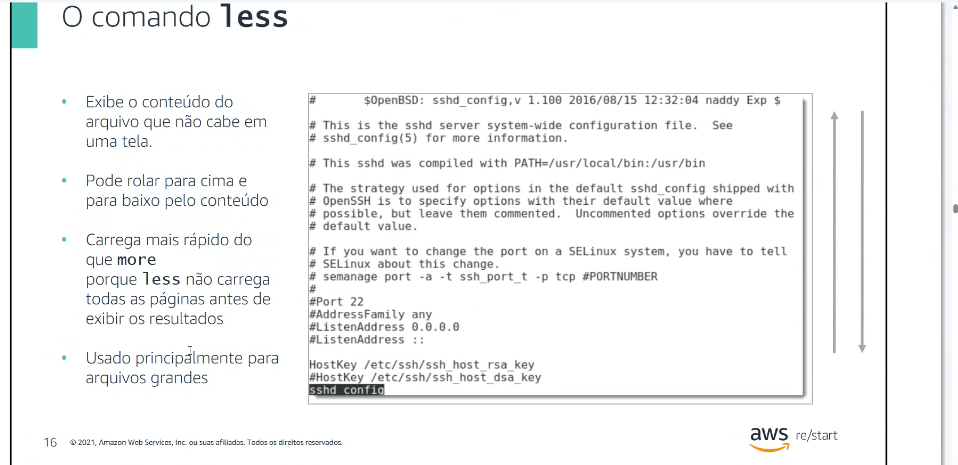 O comando less
• Exibe o conteúdo do
arquivo que não cabe em
uma tela.
• Pode rolar para cima e
para baixo pelo conteúdo
• Carrega mais rápido do
que more
porque less não carrega
todas as páginas antes de
exibir os resultados
• Usado principalmente para
arquivos grandes
# $OpenBSD: sshd_config,v 1.100 2016/08/15 12:32:04 naddy Exp $
# This is the sshd server system-wide configuration file. See
# sshd_config(5) for more information.
# This sshd was compiled with PATH=/usr/local/bin:/usr/bin
# The strategy used for options in the default sshd_config shipped with
# OpenSSH is to specify options with their default value where
# possible, but leave them commented. Uncommented options override the
# default value.
# If you want to change the port on a SELinux system, you have to tell
# SELinux about this change.
# semanage port -a -t ssh_port_t -p tcp #PORTNUMBER
#
#Port 22
#AddressFamily any
#ListenAddress 0.0.0.0
#ListenAddress ::
HostKey /etc/ssh/ssh_host_rsa_key
#HostKey /etc/ssh/ssh_host_dsa_key
sshd_config
16 © 2021, Amazon Web Services, Inc. ou suas afiliadas. Todos os direitos reservados.
aws re/start